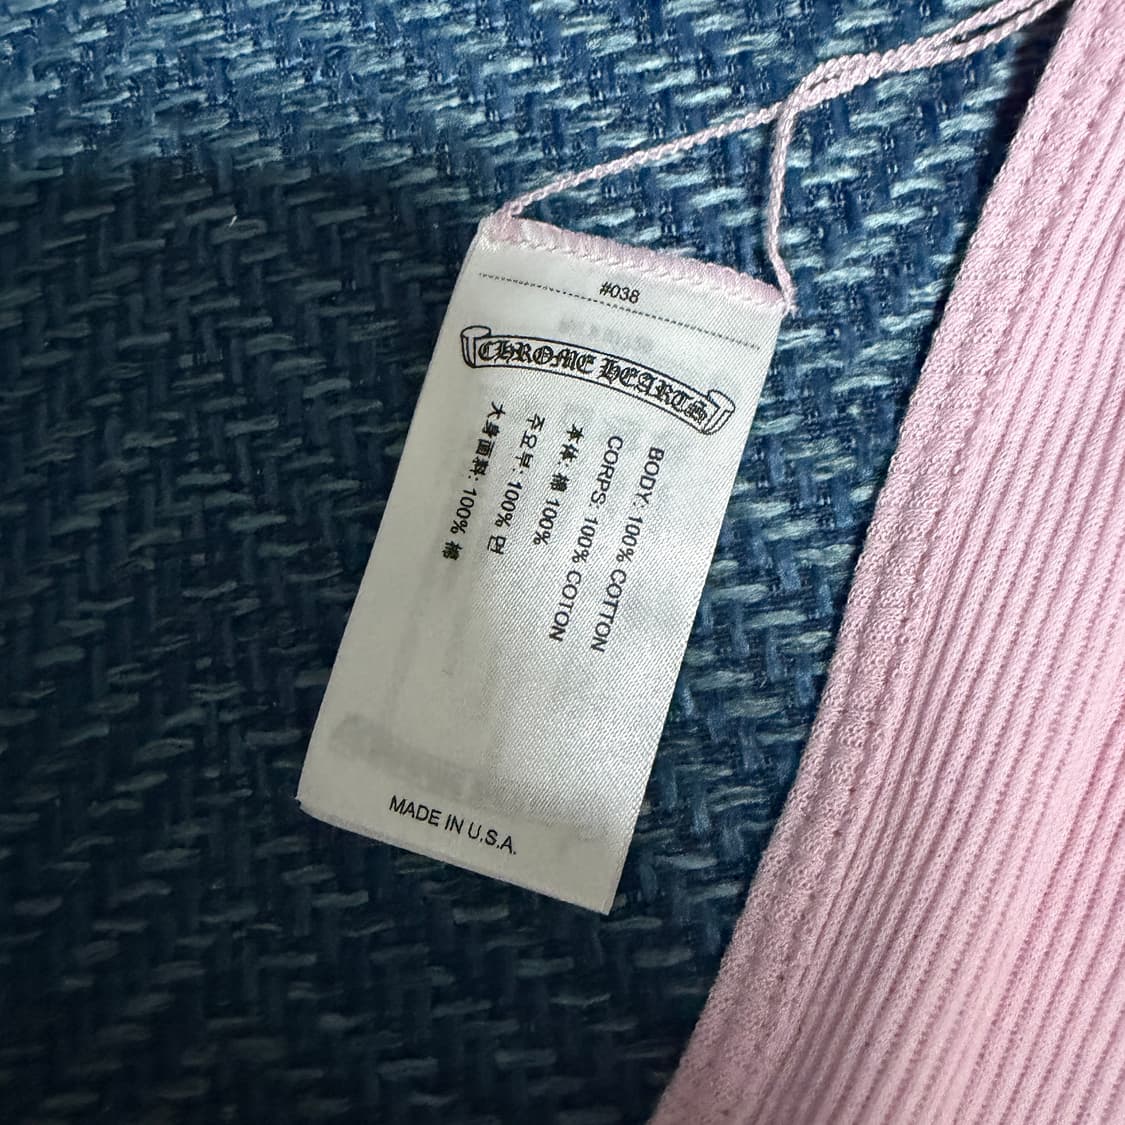 #038
CHROME HEARTS
BODY: 100% COTTON
CORPS: 100% COTON
本体: 綿 100%
주요부: 100% 면
大身面料: 100% 棉
MADE IN U.S.A.